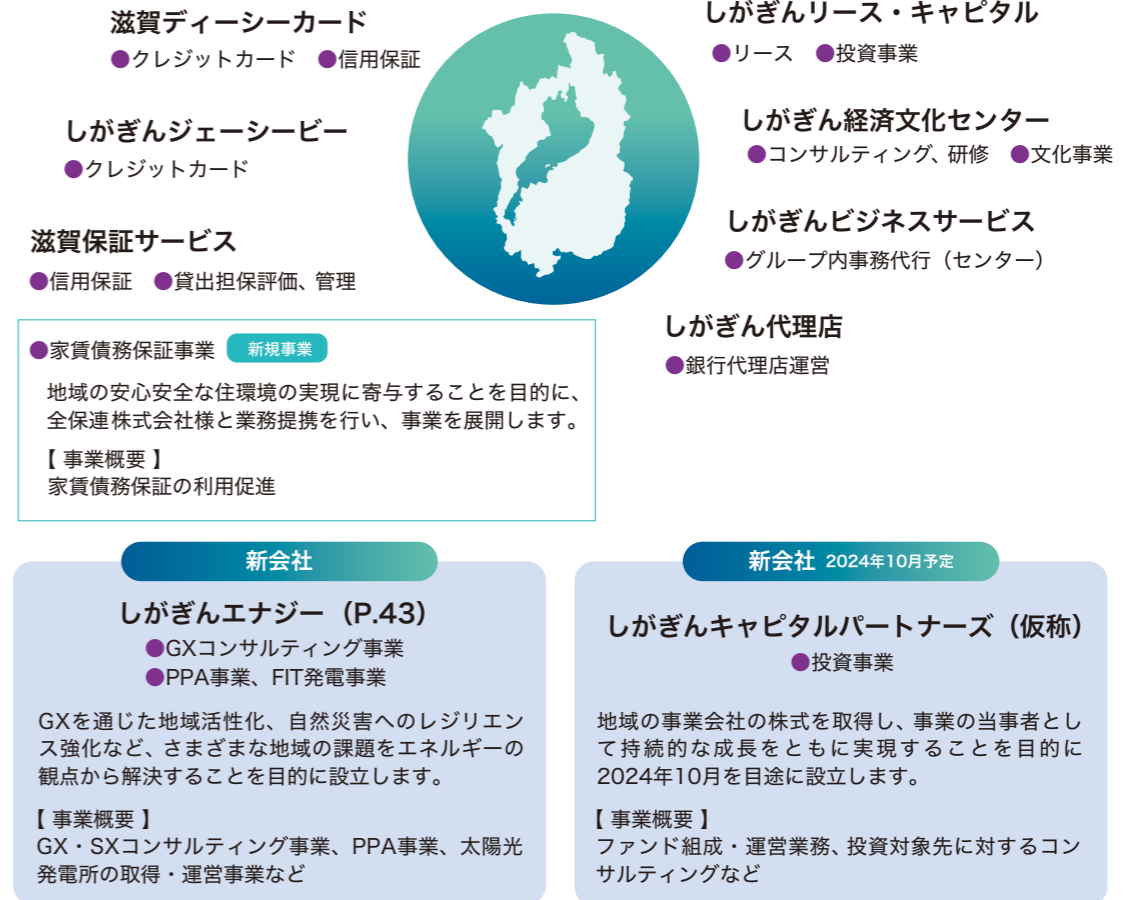 滋賀ディーシーカード
●クレジットカード ●信用保証
しがぎんジェーシービー
●クレジットカード
滋賀保証サービス
●信用保証 ●貸出担保評価、管理
●家賃債務保証事業 新規事業
地域の安心安全な住環境の実現に寄与することを目的に、
全保連株式会社様と業務提携を行い、事業を展開します。
【 事業概要 】
家賃債務保証の利用促進
しがぎんリース・キャピタル
●リース ●投資事業
しがぎん経済文化センター
●コンサルティング、研修 ●文化事業
しがぎんビジネスサービス
●グループ内事務代行（センター）
しがぎん代理店
●銀行代理店運営
新会社
しがぎんエナジー（P.43）
●GXコンサルティング事業
●PPA事業、FIT発電事業
GXを通じた地域活性化、自然災害へのレジリエン
ス強化など、さまざまな地域の課題をエネルギーの
観点から解決することを目的に設立します。
【 事業概要 】
GX・SXコンサルティング事業、PPA事業、太陽光
発電所の取得・運営事業など
新会社 2024年10月予定
しがぎんキャピタルパートナーズ（仮称）
●投資事業
地域の事業会社の株式を取得し、事業の当事者とし
て持続的な成長をともに実現することを目的に
2024年10月を目途に設立します。
【 事業概要 】
ファンド組成・運営業務、投資対象先に対するコン
サルティングなど